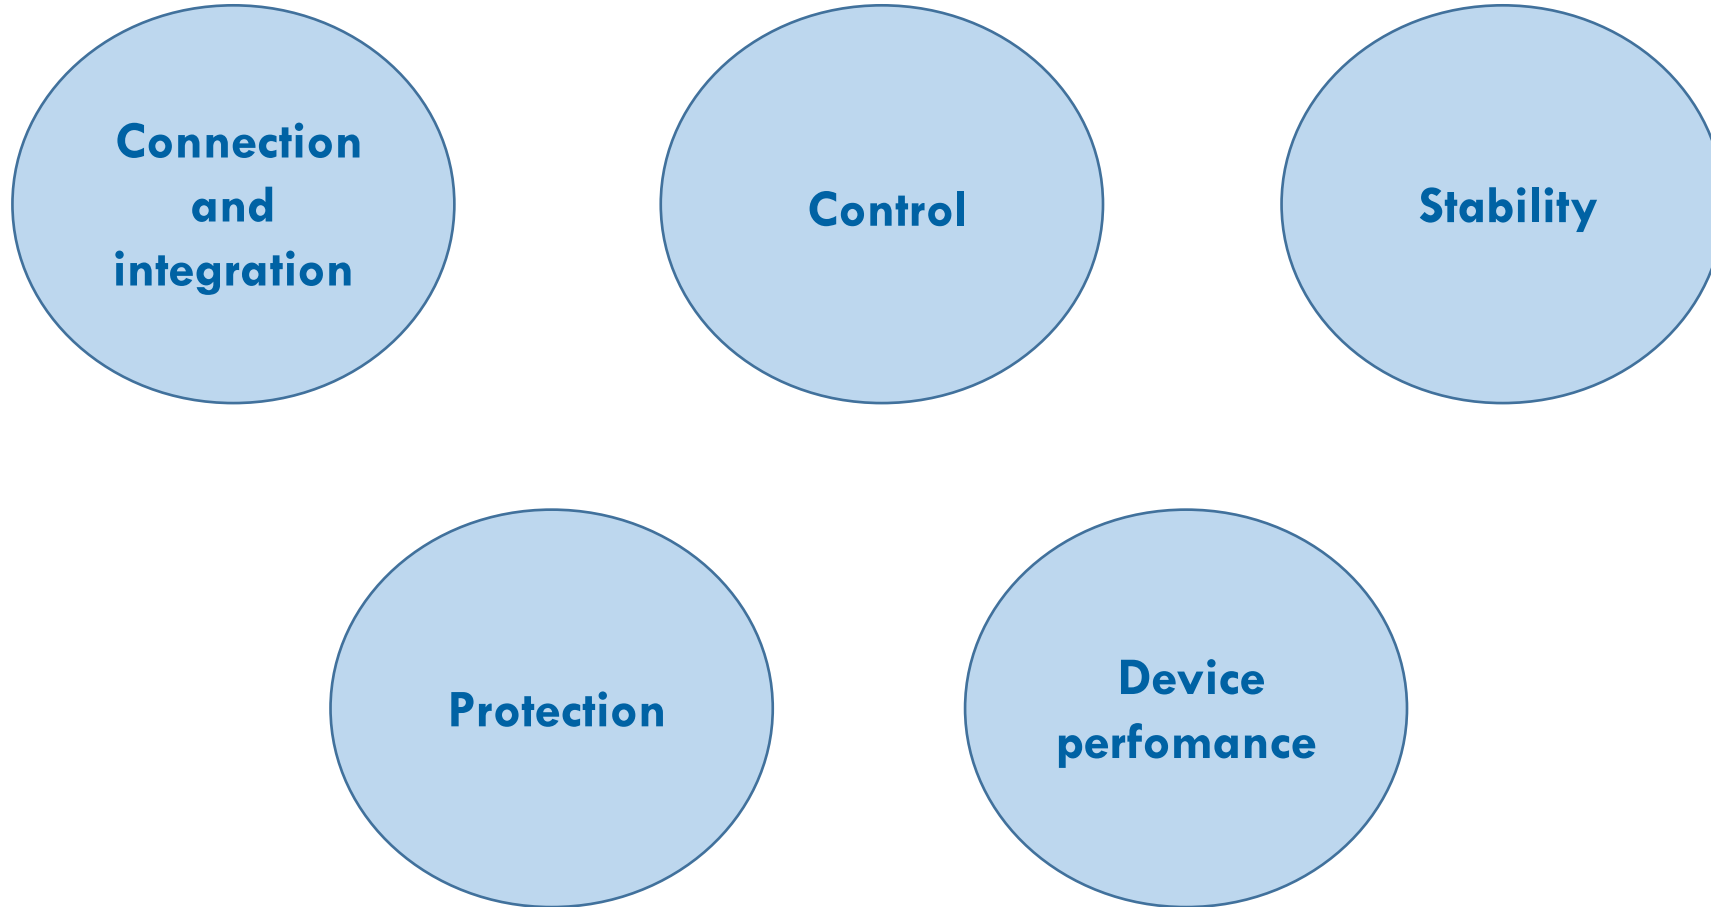 Connection
and
integration
Control
Stability
Protection
Device
perfomance